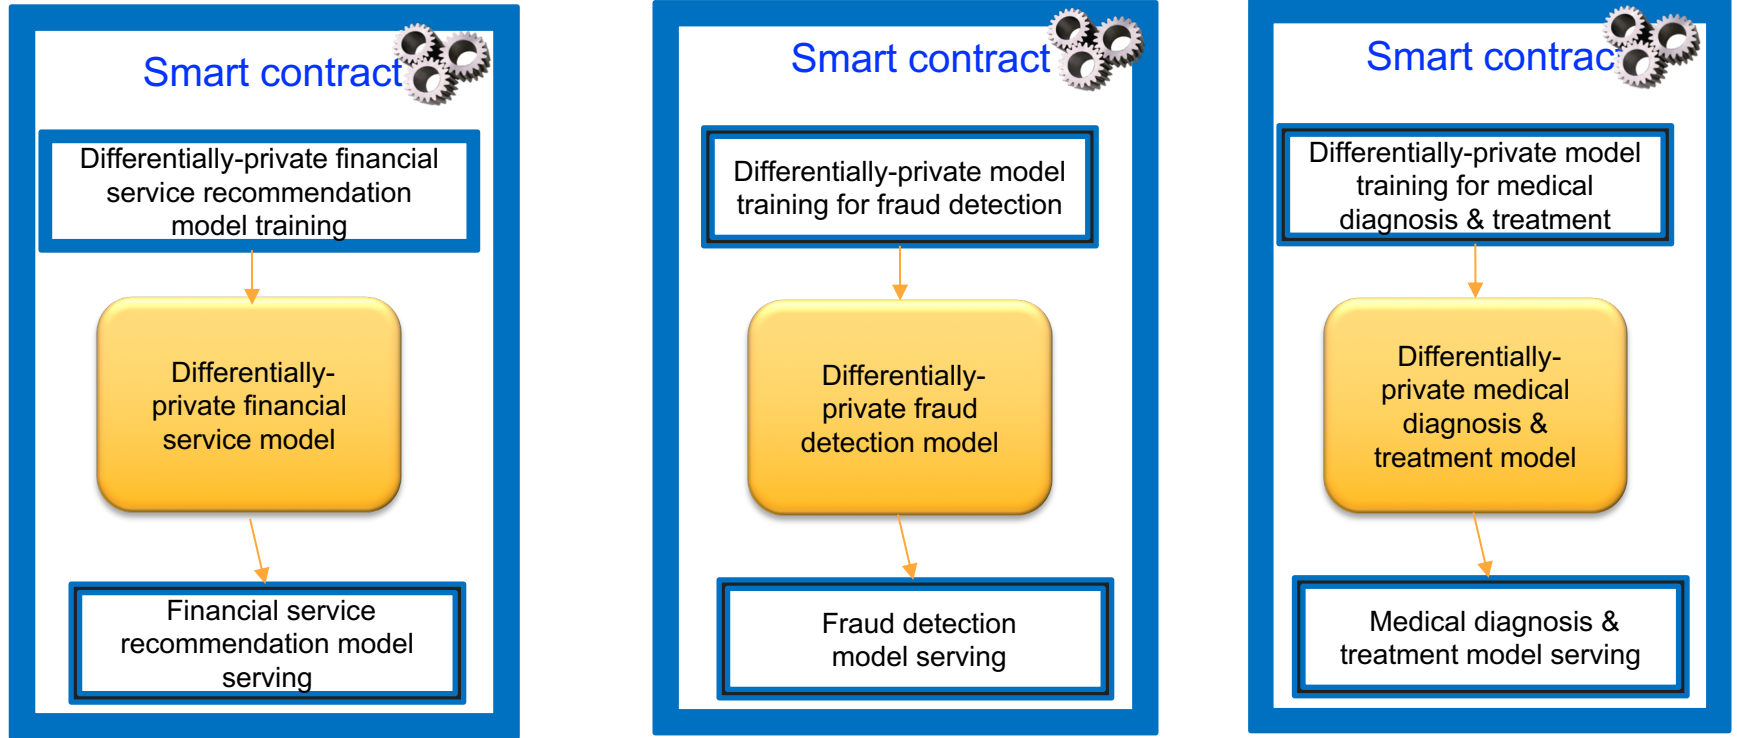 Smart contract
Differentially-private financial
service recommendation
model training
Differentially-
private financial
service model
Financial service
recommendation model
serving
Smart contract
Differentially-private model
training for fraud detection
Differentially-
private fraud
detection model
Fraud detection
model serving
Smart contrac
Differentially-private model
training for medical
diagnosis & treatment
Differentially-
private medical
diagnosis &
treatment model
Medical diagnosis &
treatment model serving